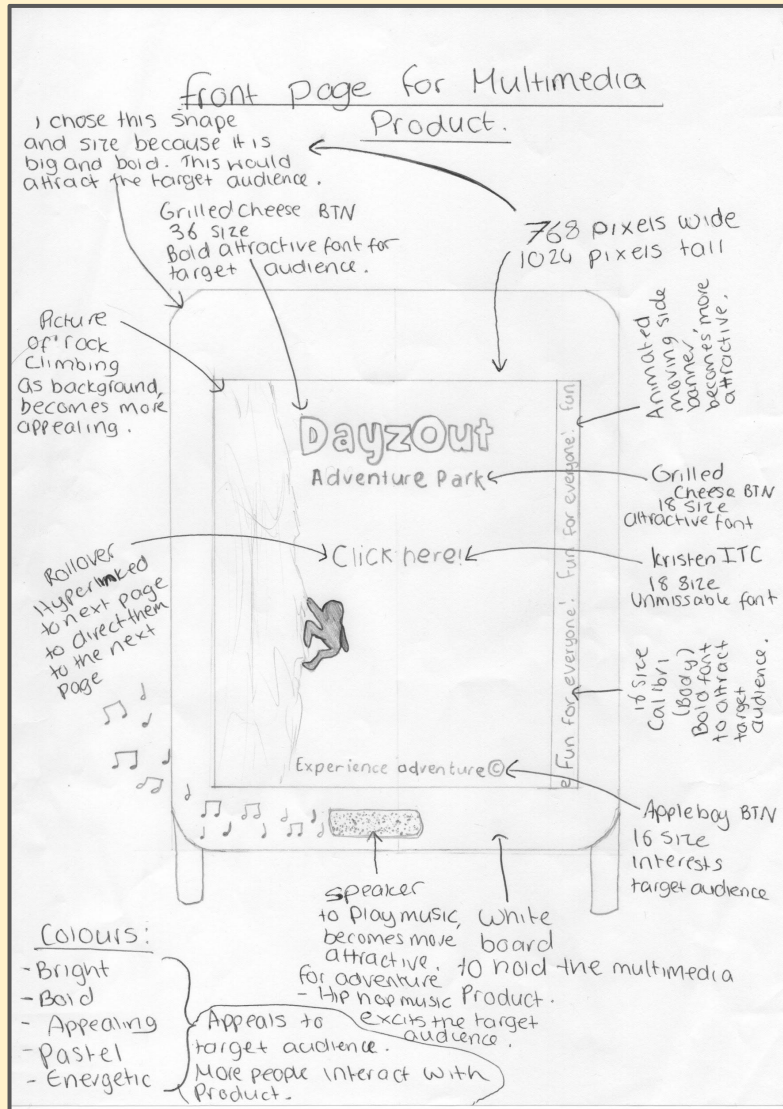 front page for Multimedia
Product.
I chose this shape
and size because it is
big and bold. This would
attract the target audience.
Grilled Cheese BTN
36 size
Bold attractive font for
target audience.
768 pixels wide
1024 pixels tall
Picture
of rock
climbing
as background,
becomes more
appealing.
Animated
moving side
banner,
becomes more
attractive.
DayzOut
Adventure Park
Grilled
Cheese BTN
18 size
attractive font
Click here!
Kristen ITC
18 size
Unmissable font
Rollover
Hyperlinked
to next page
to direct them
to the next
page
e Fun for everyone! Fun for everyone! Fun
16 size
Calibri
(Body)
Bold font
to attract
target
audience.
Experience adventure©
Appleboy BTN
16 size
interests
target audience
speaker
to play music,
becomes more
attractive.
for adventure
- Hip hop music
excits the target
audience.
White
board
to hold the multimedia
Product.
Colours:
- Bright
- Bold
- Appealing
- Pastel
- Energetic
Appeals to
target audience.
More people interact with
Product.